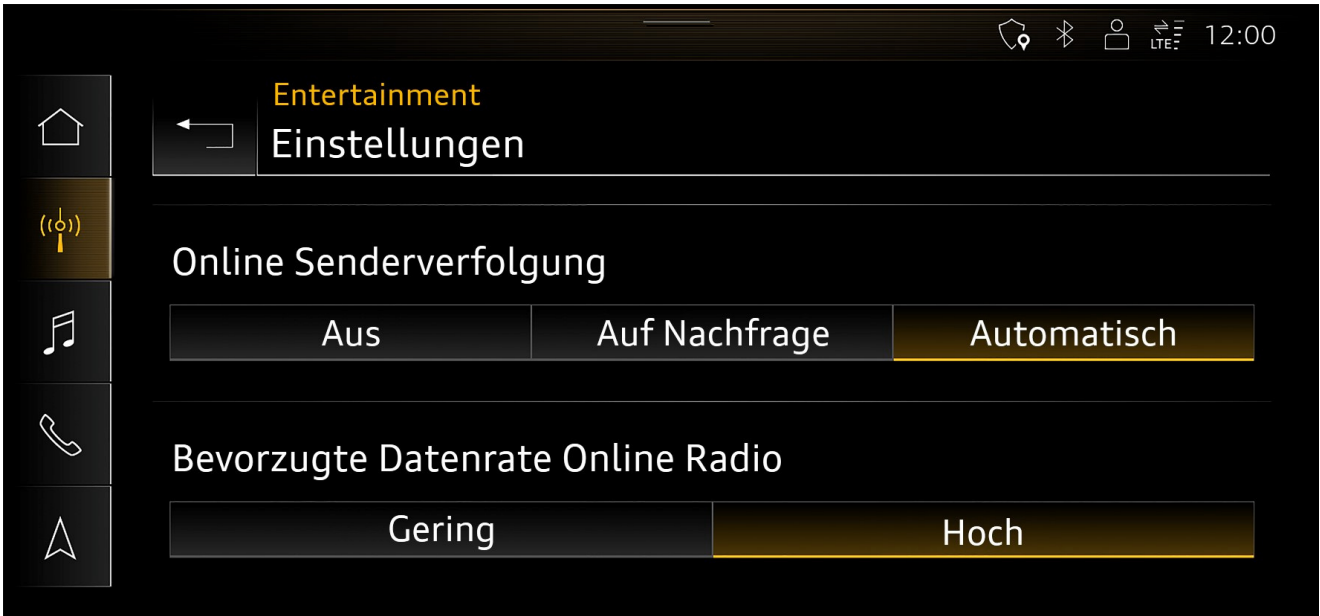 LTE 12:00
Entertainment
Einstellungen
Online Senderverfolgung
Aus Auf Nachfrage Automatisch
Bevorzugte Datenrate Online Radio
Gering Hoch